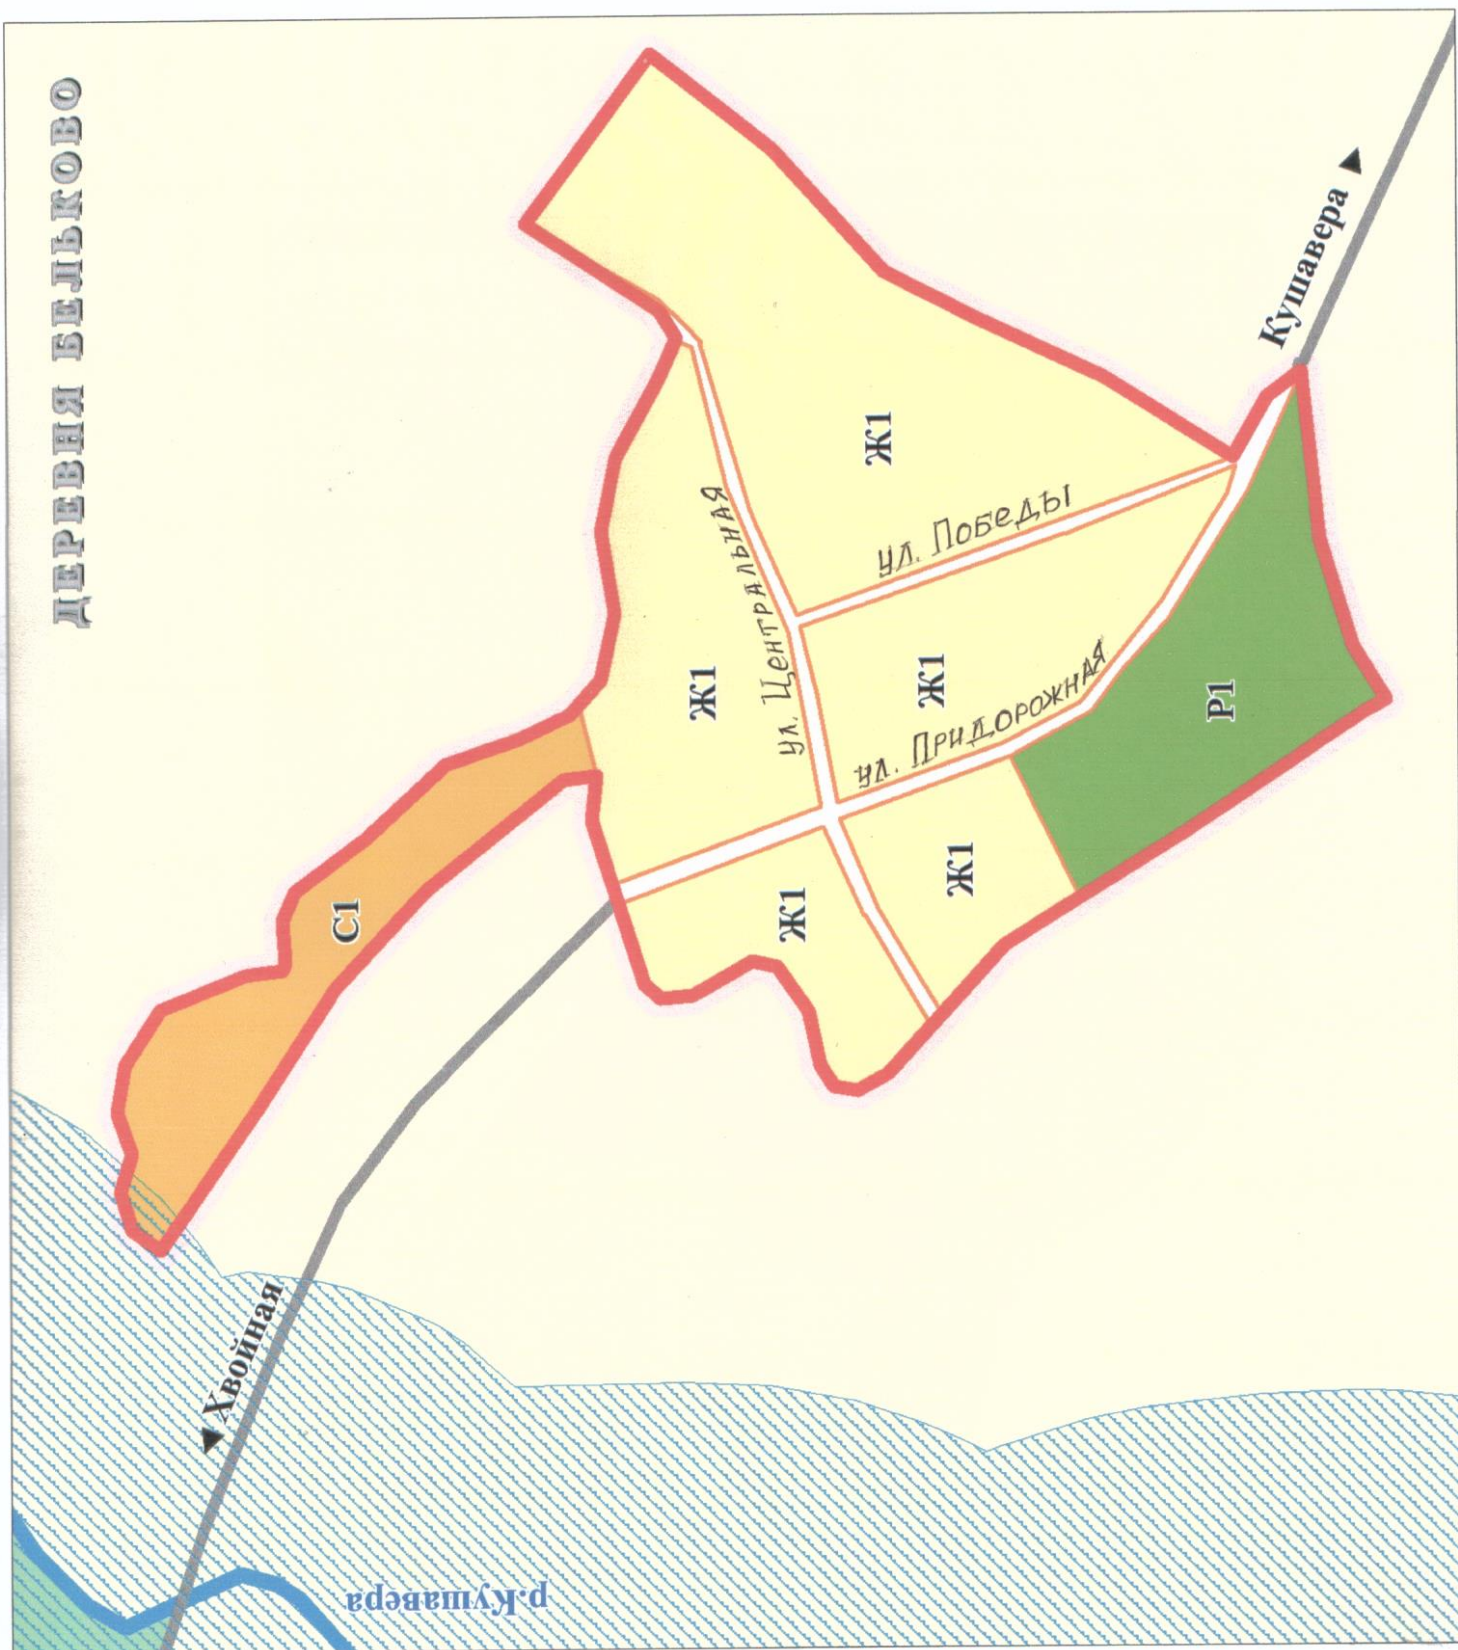 ДЕРЕВНЯ БЕЛЬКОВО
р.Кушавера
Хвойная
С1
Ж1
Ж1
ул. Центральная
Ж1
ул. Победы
Ж1
Ж1
ул. Придорожная
Р1
Кушавера